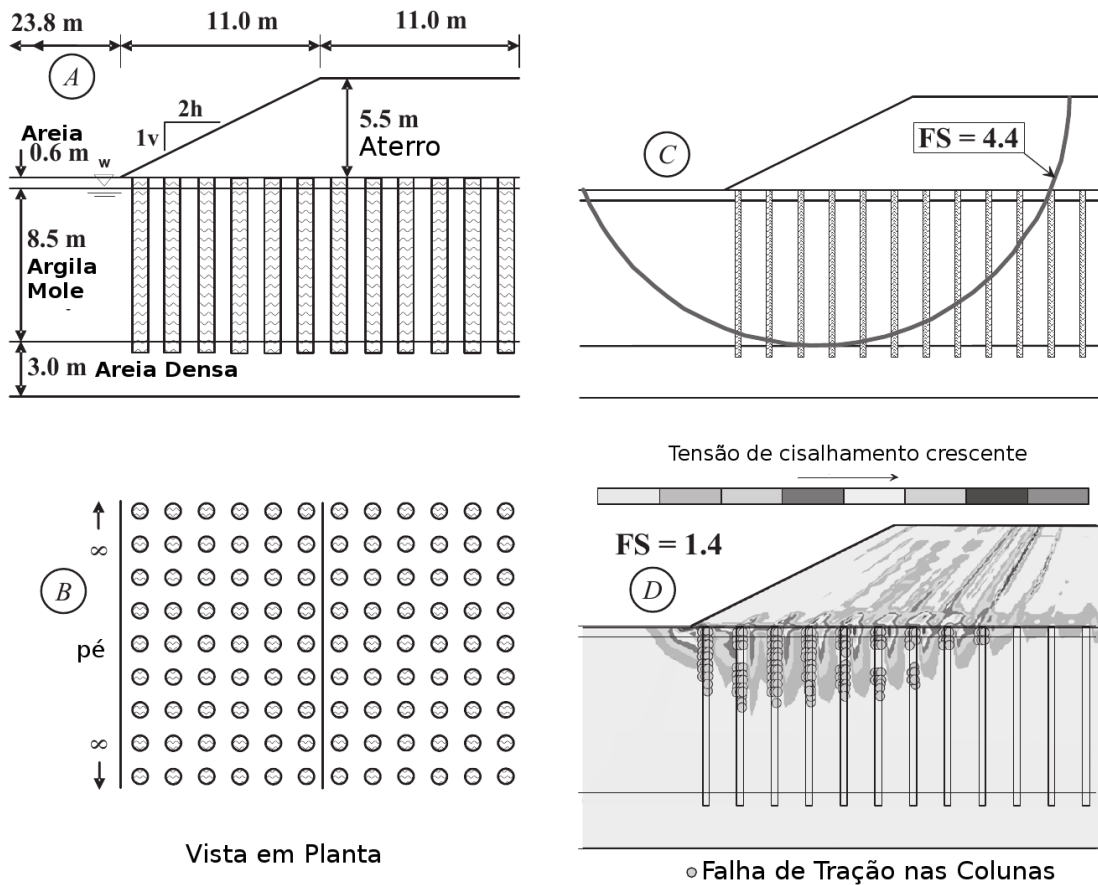 23.8 m
11.0 m
11.0 m
A
2h
1v
5.5 m
Aterro
Areia
0.6 m
w
8.5 m
Argila
Mole
3.0 m
Areia Densa
C
FS = 4.4
B
∞
pé
∞
Vista em Planta
Tensão de cisalhamento crescente
FS = 1.4
D
Falha de Tração nas Colunas